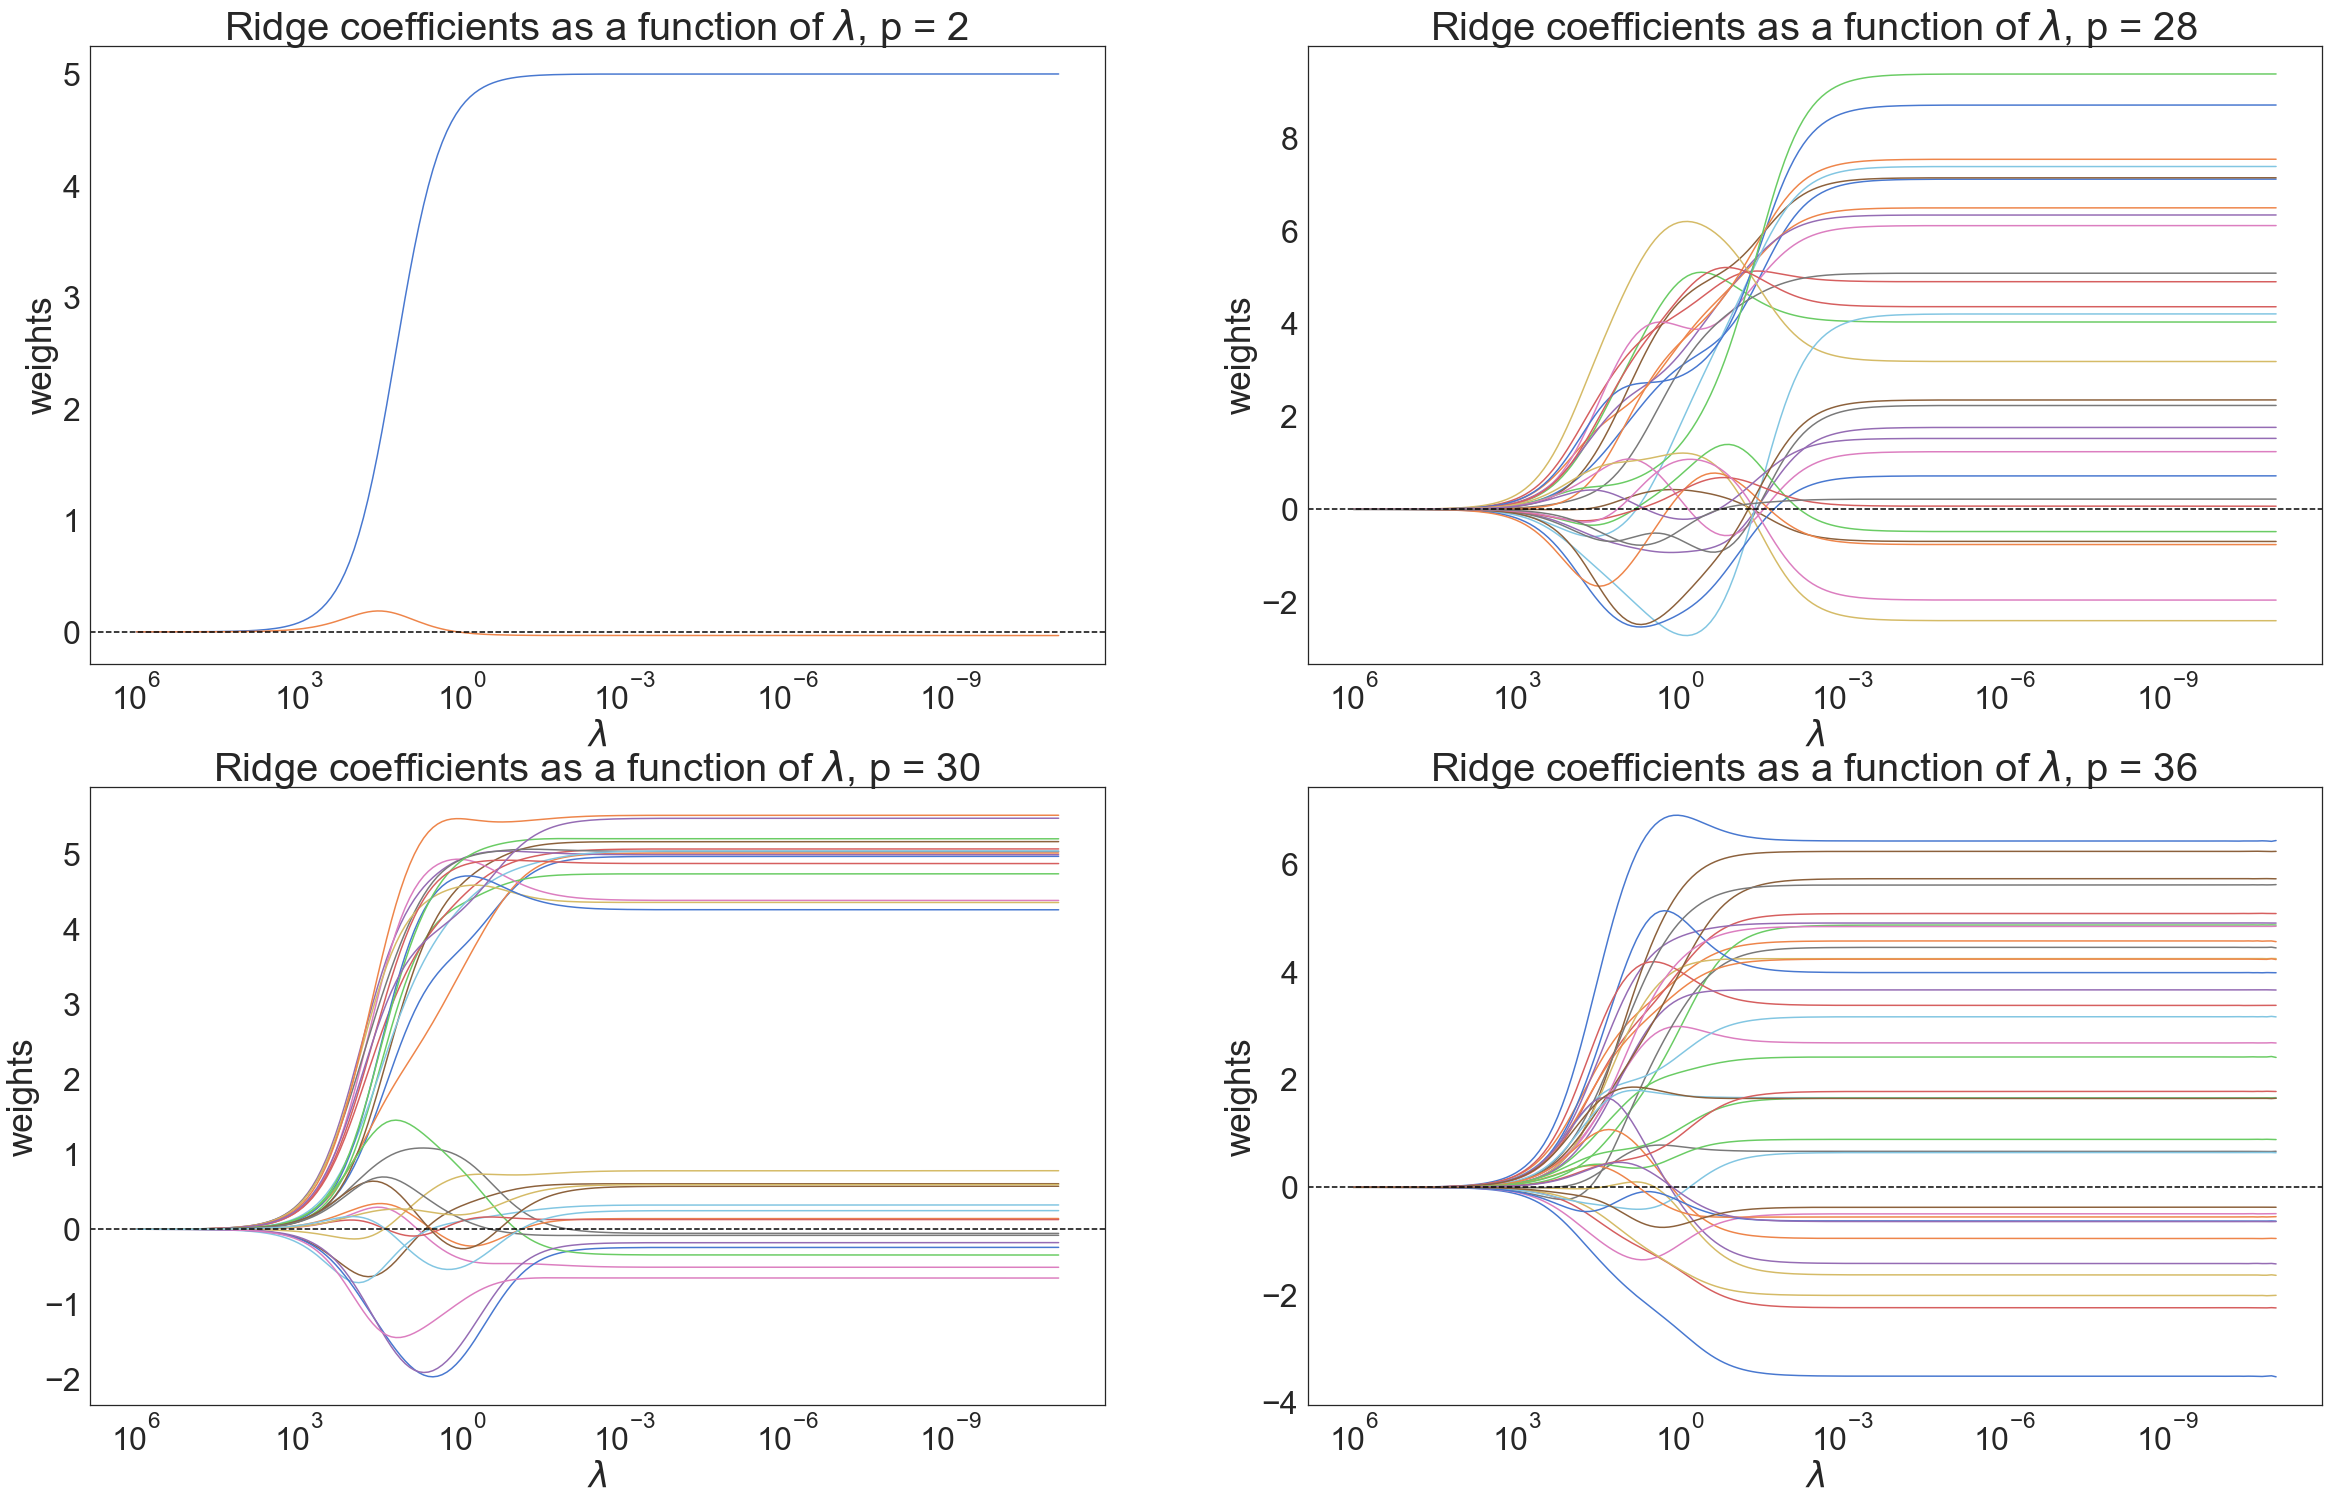 Ridge coefficients as a function of λ, p = 2
weights
5
4
3
2
1
0
10^6 10^3 10^0 10^−3 10^−6 10^−9
λ
Ridge coefficients as a function of λ, p = 28
weights
8
6
4
2
0
−2
10^6 10^3 10^0 10^−3 10^−6 10^−9
λ
Ridge coefficients as a function of λ, p = 30
weights
5
4
3
2
1
0
−1
−2
10^6 10^3 10^0 10^−3 10^−6 10^−9
λ
Ridge coefficients as a function of λ, p = 36
weights
6
4
2
0
−2
−4
10^6 10^3 10^0 10^−3 10^−6 10^−9
λ